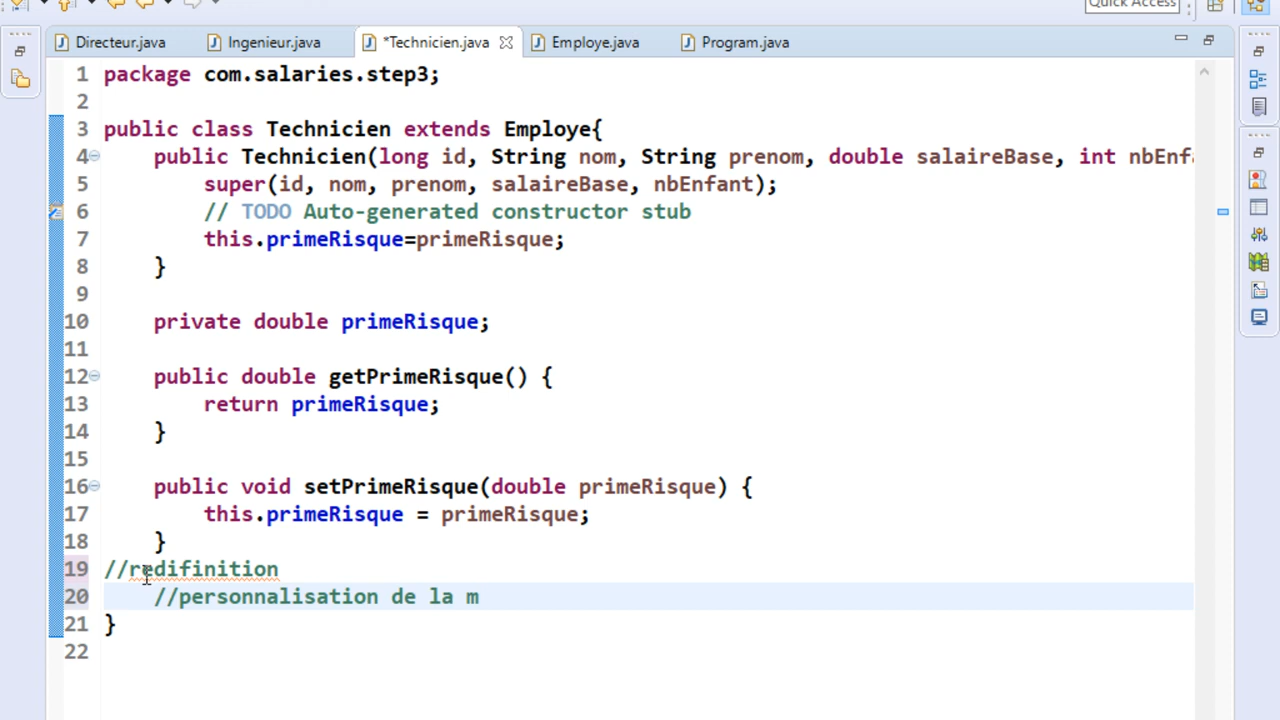 Quick Access
Directeur.java Ingenieur.java *Technicien.java Employe.java Program.java
1 package com.salaries.step3;
2
3 public class Technicien extends Employe{
4 public Technicien(long id, String nom, String prenom, double salaireBase, int nbEnfa
5 super(id, nom, prenom, salaireBase, nbEnfant);
6 // TODO Auto-generated constructor stub
7 this.primeRisque=primeRisque;
8 }
9
10 private double primeRisque;
11
12 public double getPrimeRisque() {
13 return primeRisque;
14 }
15
16 public void setPrimeRisque(double primeRisque) {
17 this.primeRisque = primeRisque;
18 }
19 //redifinition
20 //personnalisation de la m
21 }
22